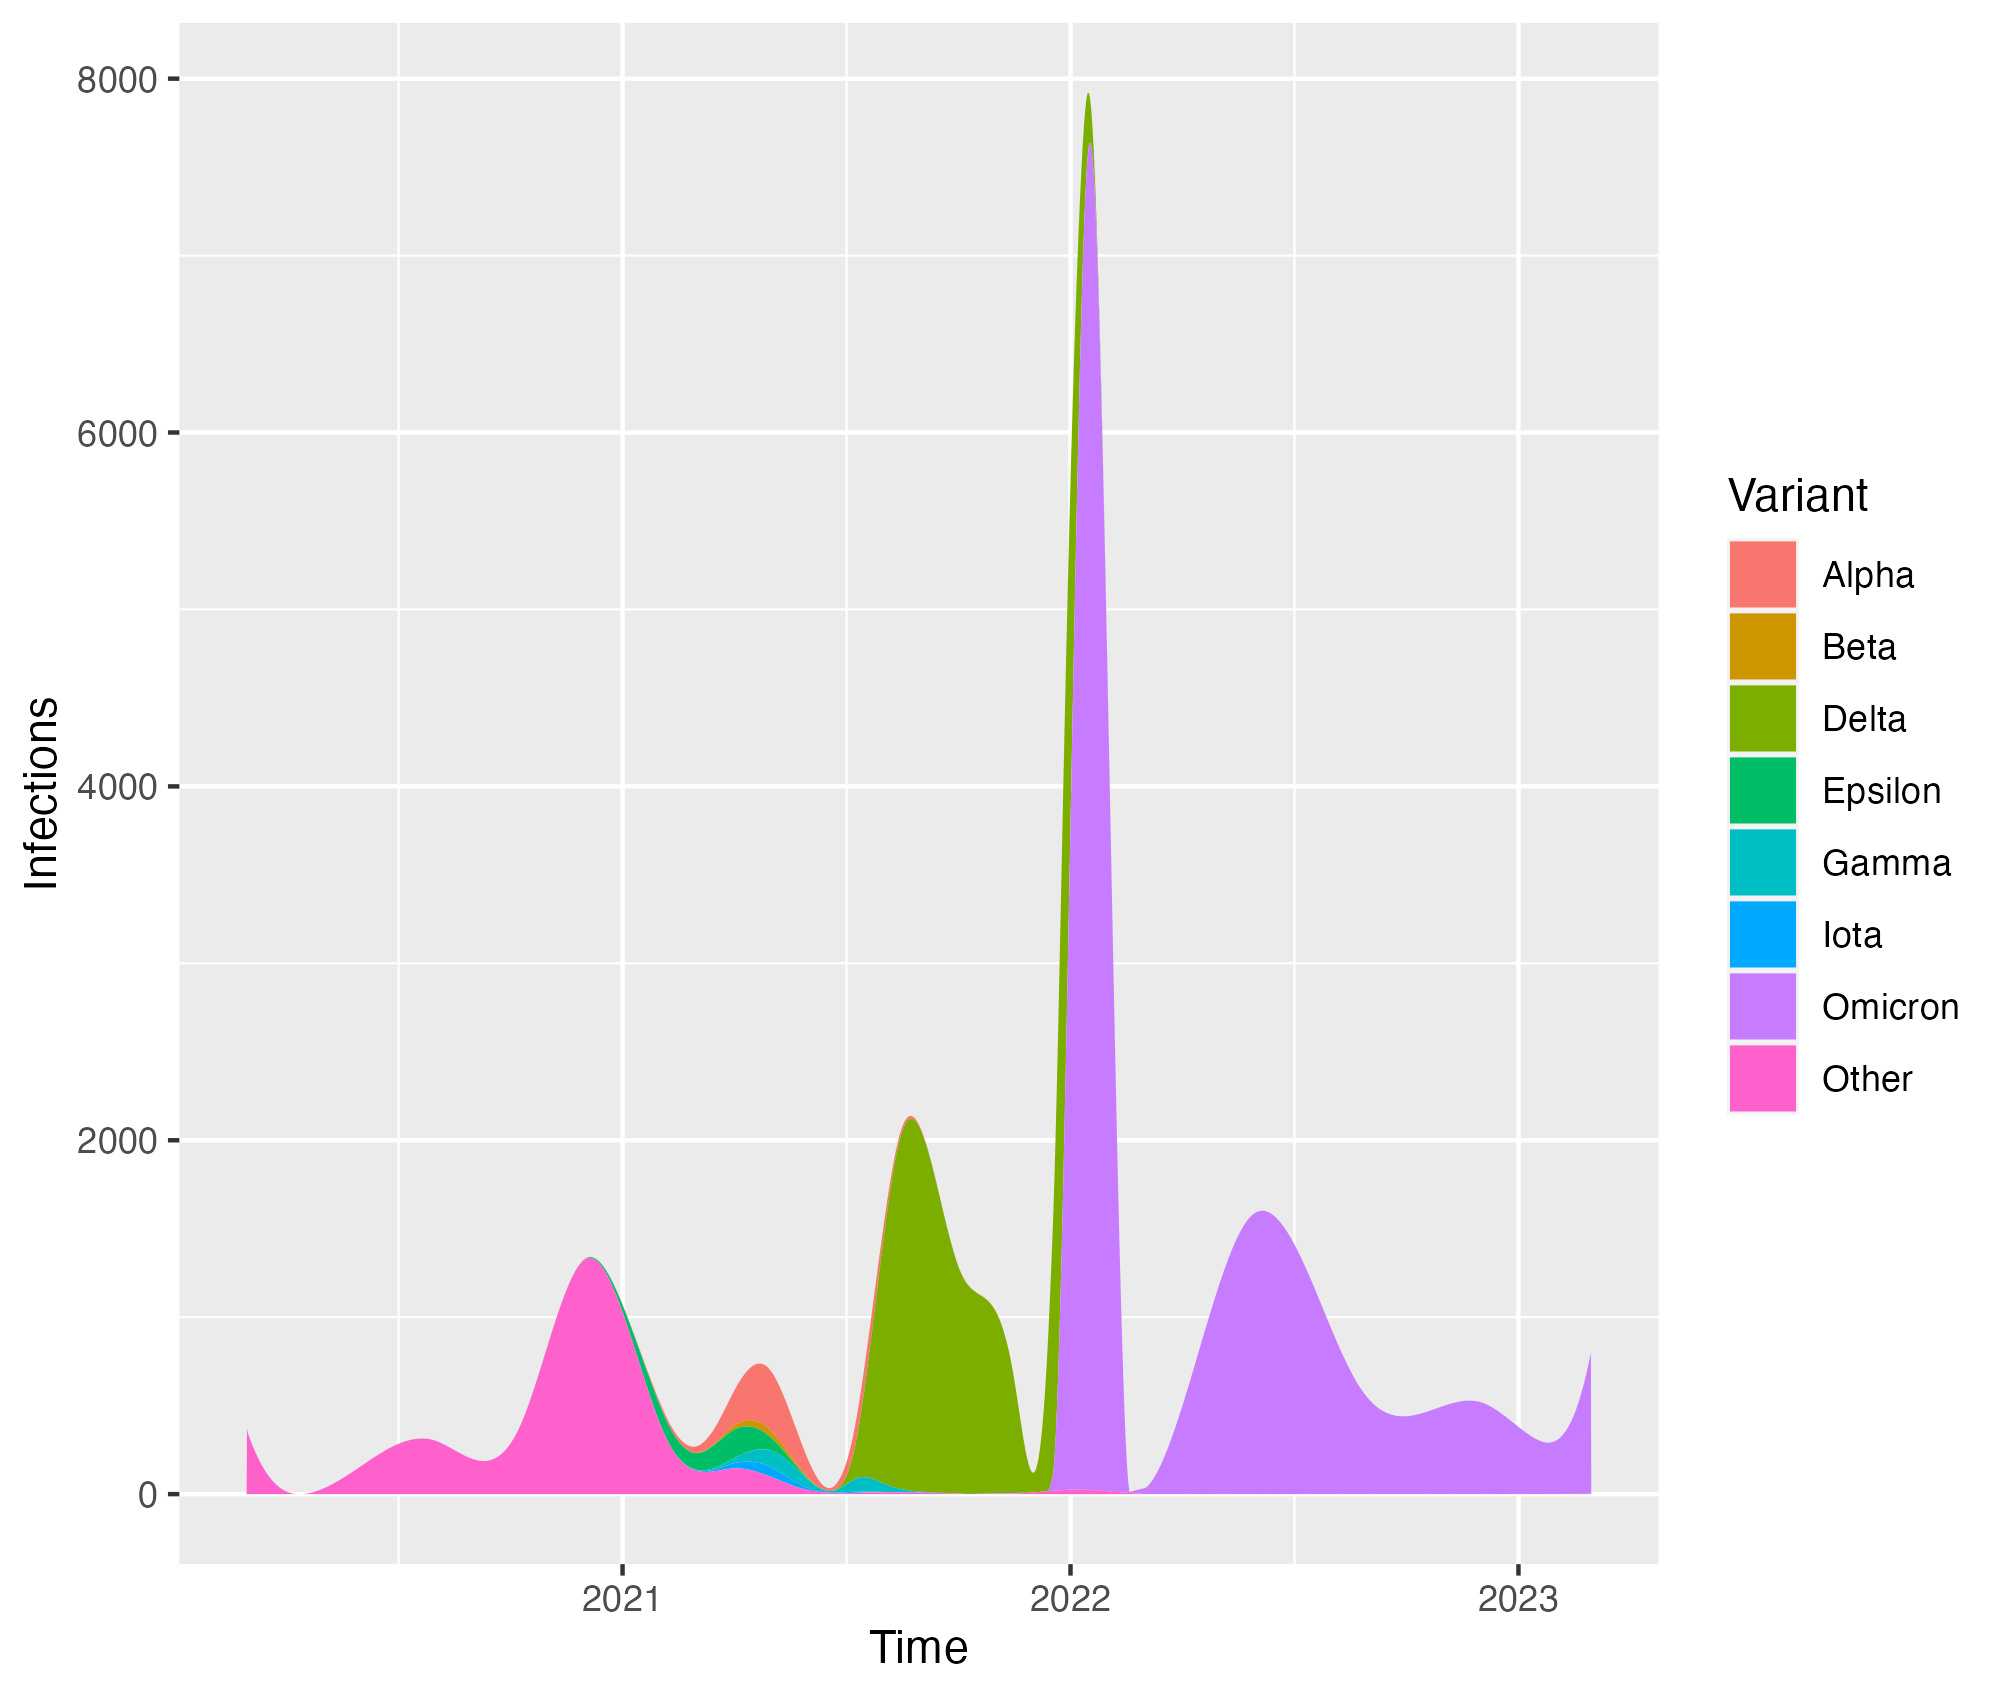 8000
6000
4000
2000
0
Infections
2021
2022
2023
Time
Variant
Alpha
Beta
Delta
Epsilon
Gamma
Iota
Omicron
Other